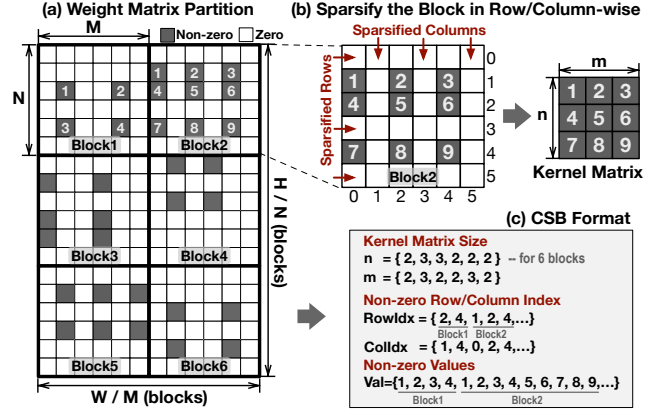 (a) Weight Matrix Partition
M
Non-zero
Zero
N
1 2 3
1 2 4 5 6
3 4 7 8 9
Block1 Block2
Block3 Block4
Block5 Block6
H / N (blocks)
W / M (blocks)
(b) Sparsify the Block in Row/Column-wise
Sparsified Columns
Sparsified Rows
0
1 2 3 1
4 5 6 2
3
7 8 9 4
Block2 5
0 1 2 3 4 5
m
n
1 2 3
4 5 6
7 8 9
Kernel Matrix
(c) CSB Format
Kernel Matrix Size
n = { 2, 3, 3, 2, 2, 2 } -- for 6 blocks
m = { 2, 3, 2, 2, 3, 2 }
Non-zero Row/Column Index
RowIdx = { 2, 4, 1, 2, 4,...}
Block1 Block2
ColIdx = { 1, 4, 0, 2, 4,...}
Non-zero Values
Val={1, 2, 3, 4, 1, 2, 3, 4, 5, 6, 7, 8, 9,...}
Block1 Block2